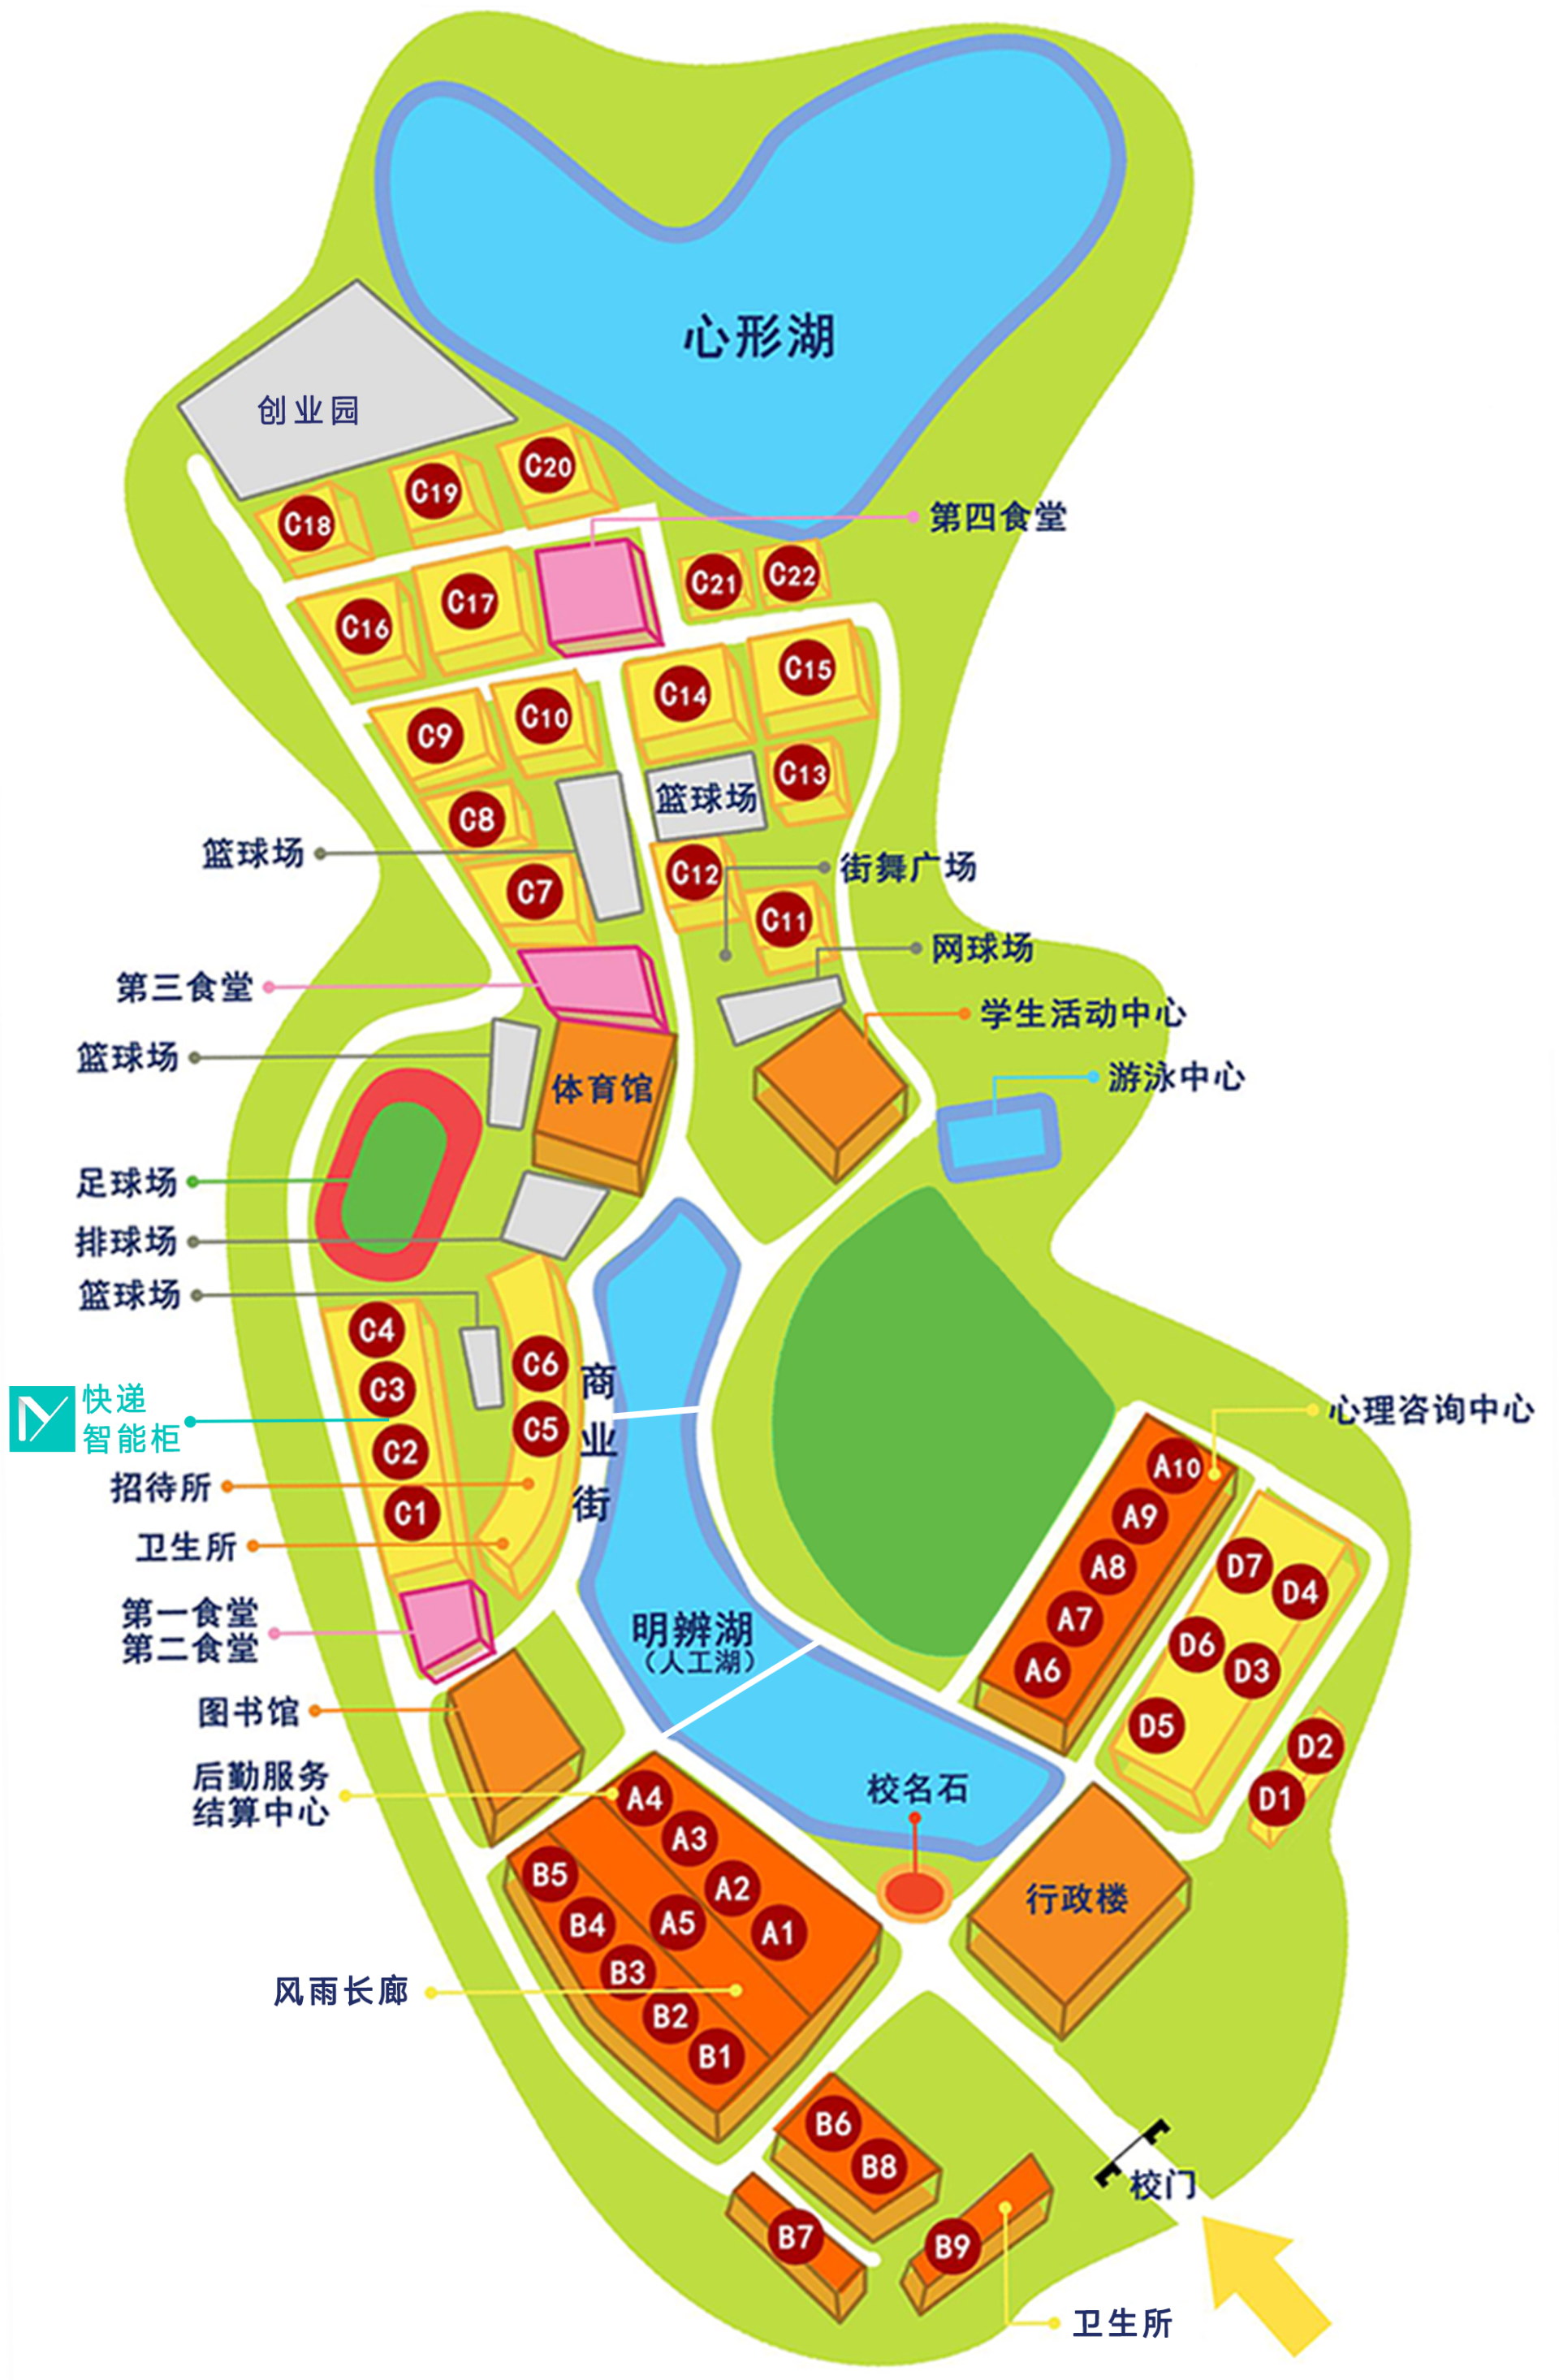 心形湖
创业园
C20
C19
C18
第四食堂
C22
C21
C17
C16
C15
C14
C10
C9
C13
篮球场
C8
篮球场
C12
街舞广场
C7
C11
网球场
第三食堂
学生活动中心
篮球场
体育馆
游泳中心
足球场
排球场
篮球场
C4
C6
商
业
街
C3
快递
智能柜
C5
C2
心理咨询中心
A10
招待所
C1
A9
卫生所
A8
D7
D4
第一食堂
第二食堂
A7
明辨湖
(人工湖)
D6
D3
A6
图书馆
D5
D2
后勤服务
结算中心
A4
校名石
D1
A3
B5
A2
行政楼
B4
A5
A1
B3
风雨长廊
B2
B1
B6
B8
校门
B7
B9
卫生所